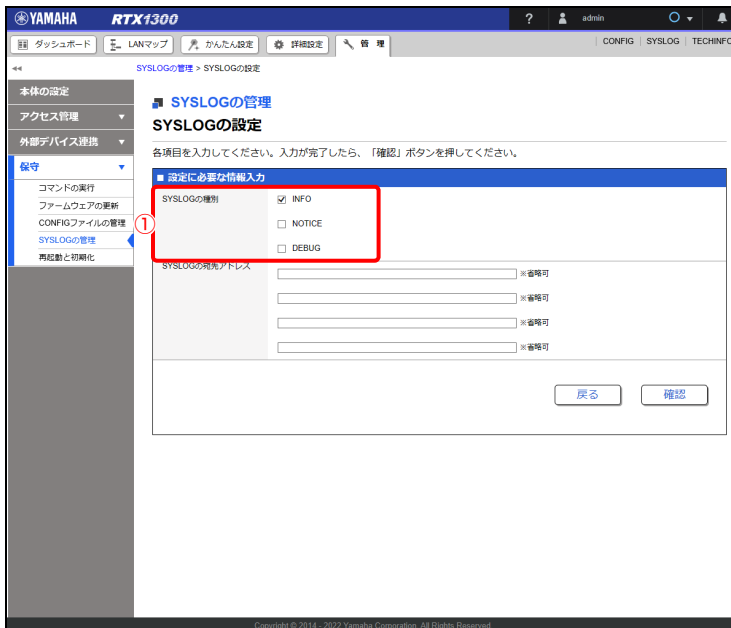 YAMAHA RTX1300 ? admin
ダッシュボード LANマップ かんたん設定 詳細設定 管 理 CONFIG SYSLOG TECHINFO
SYSLOGの管理 > SYSLOGの設定
本体の設定
アクセス管理
外部デバイス連携
保守
コマンドの実行
ファームウェアの更新
CONFIGファイルの管理
SYSLOGの管理
再起動と初期化
SYSLOGの管理
SYSLOGの設定
各項目を入力してください。入力が完了したら、「確認」ボタンを押してください。
■ 設定に必要な情報入力
①
SYSLOGの種別 INFO
NOTICE
DEBUG
SYSLOGの宛先アドレス ※省略可
※省略可
※省略可
※省略可
戻る 確認
Copyright © 2014 - 2022 Yamaha Corporation. All Rights Reserved.